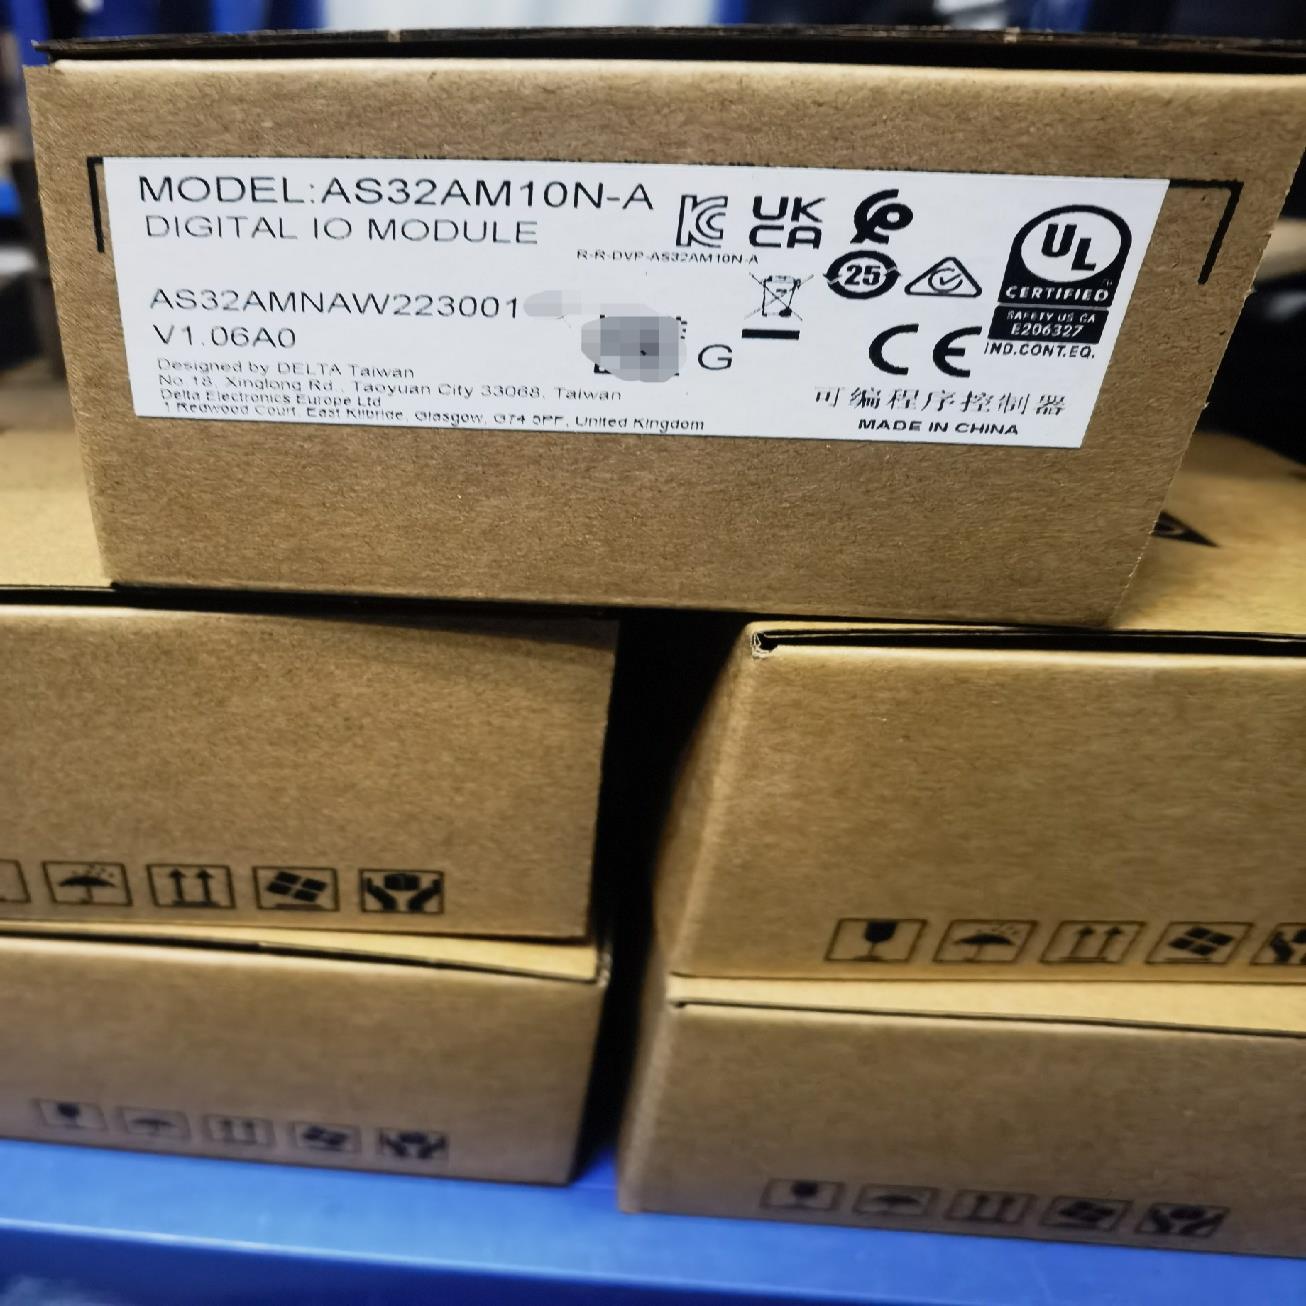 MODEL:AS32AM10N-A
DIGITAL IO MODULE
R-R-DVP-AS32AM10N-A
AS32AMNAW223001
V1.06A0
G
Designed by DELTA Taiwan
No.18, Xinglong Rd., Taoyuan City 33068, Taiwan
Delta Electronics Europe Ltd
1 Redwood Court, East Kilbride, Glasgow, G74 5PF, United Kingdom
UK
CA
25
UL
CERTIFIED
SAFETY US CA
E206327
IND.CONT.EQ.
CE
可编程序控制器
MADE IN CHINA